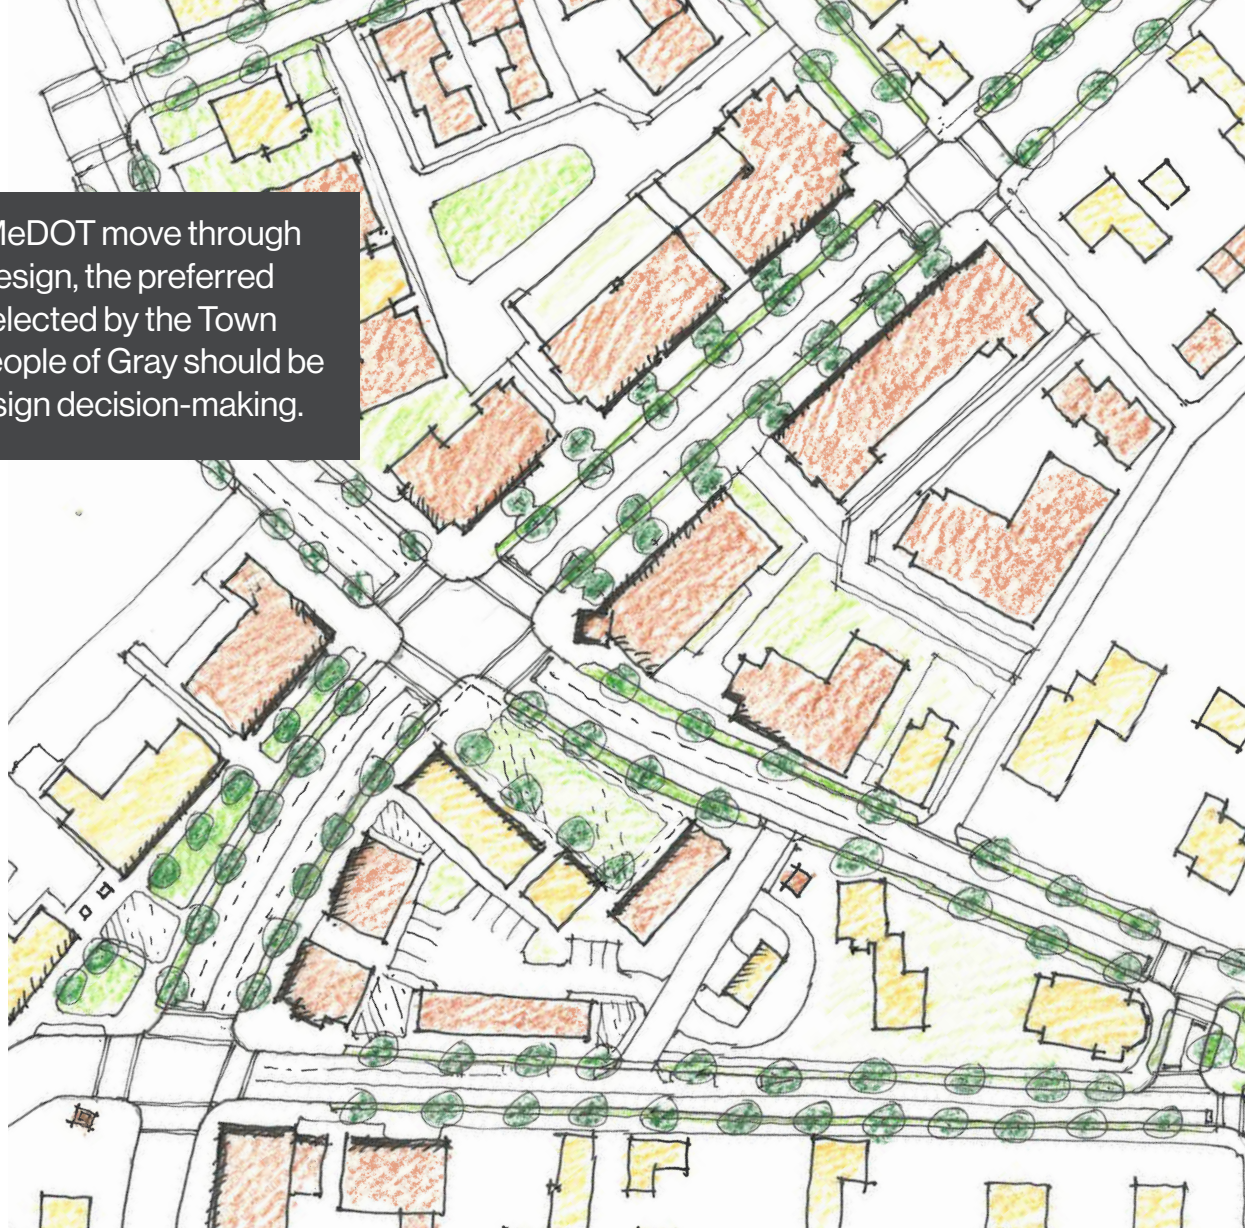 MeDOT move through
esign, the preferred
elected by the Town
eople of Gray should be
sign decision-making.